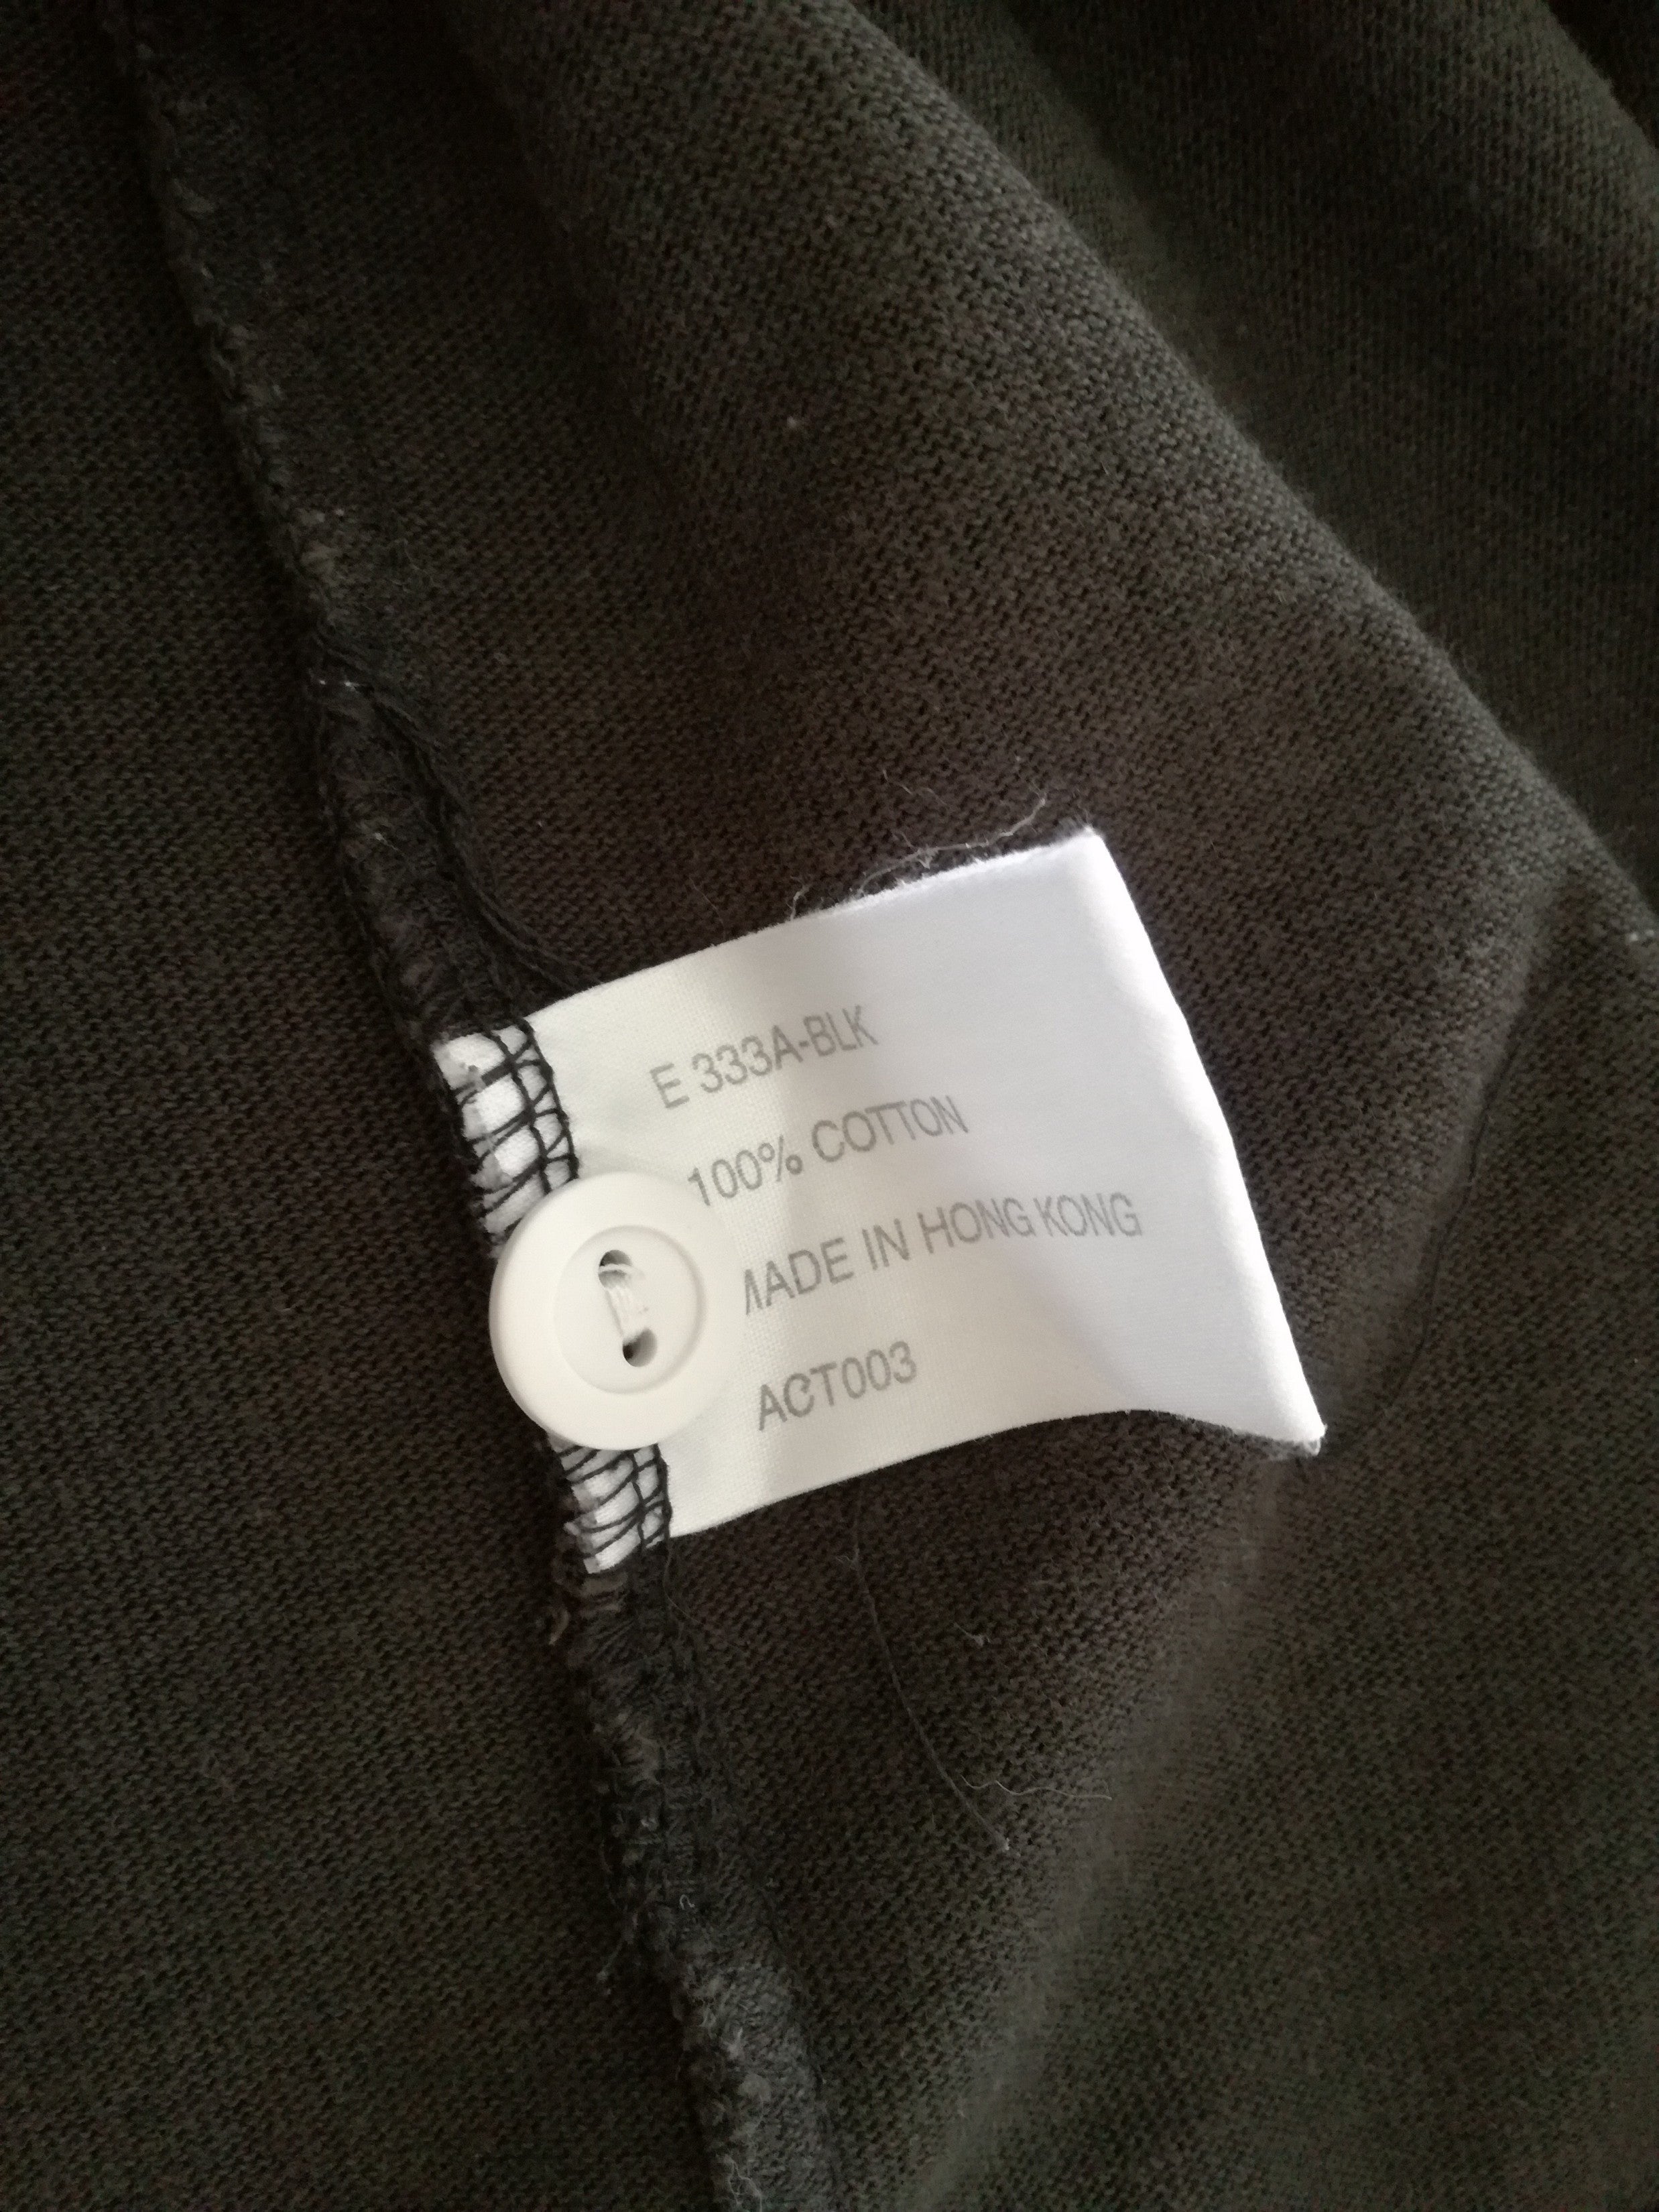 E 333A-BLK
100% COTTON
MADE IN HONG KONG
ACT003